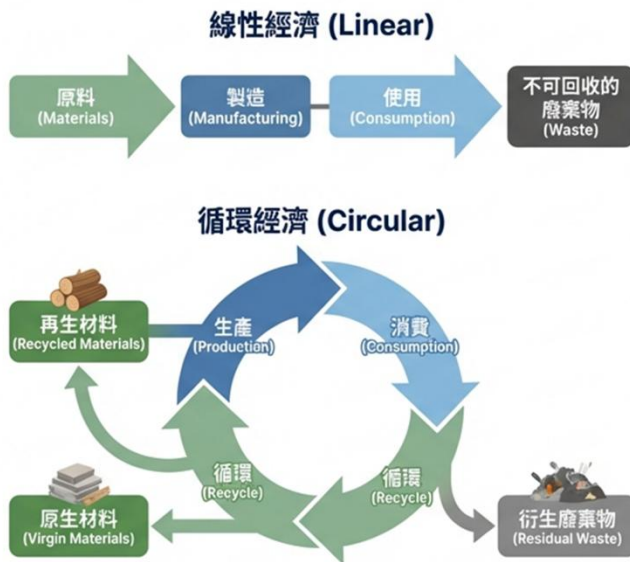 線性經濟 (Linear)
原料
(Materials)
製造
(Manufacturing)
使用
(Consumption)
不可回收的
廢棄物
(Waste)
循環經濟 (Circular)
再生材料
(Recycled Materials)
生產
(Production)
消費
(Consumption)
循環
(Recycle)
循環
(Recycle)
原生材料
(Virgin Materials)
衍生廢棄物
(Residual Waste)